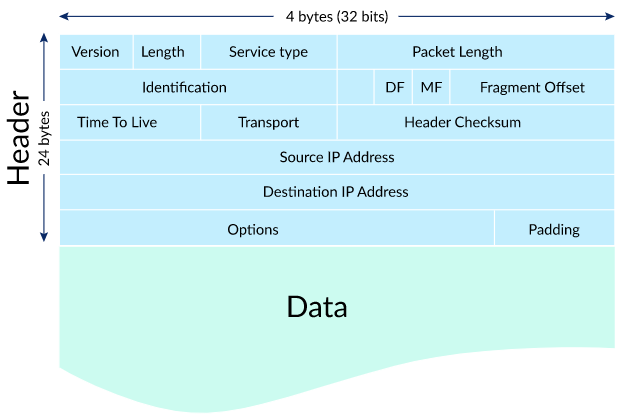 4 bytes (32 bits)
Header
24 bytes
Version Length Service type Packet Length
Identification DF MF Fragment Offset
Time To Live Transport Header Checksum
Source IP Address
Destination IP Address
Options Padding
Data